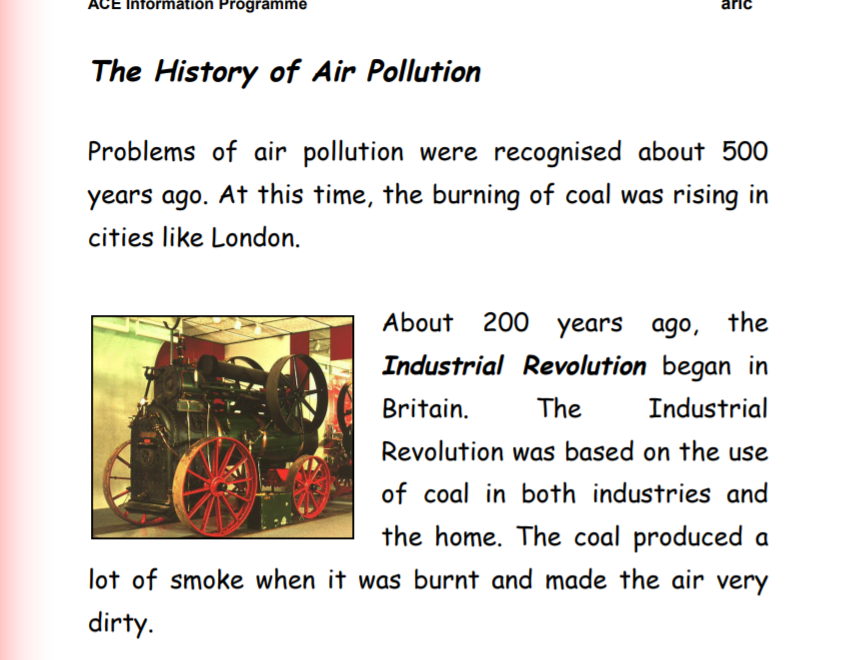 ACE Information Programme aric
The History of Air Pollution
Problems of air pollution were recognised about 500
years ago. At this time, the burning of coal was rising in
cities like London.
About 200 years ago, the
Industrial Revolution began in
Britain. The Industrial
Revolution was based on the use
of coal in both industries and
the home. The coal produced a
lot of smoke when it was burnt and made the air very
dirty.